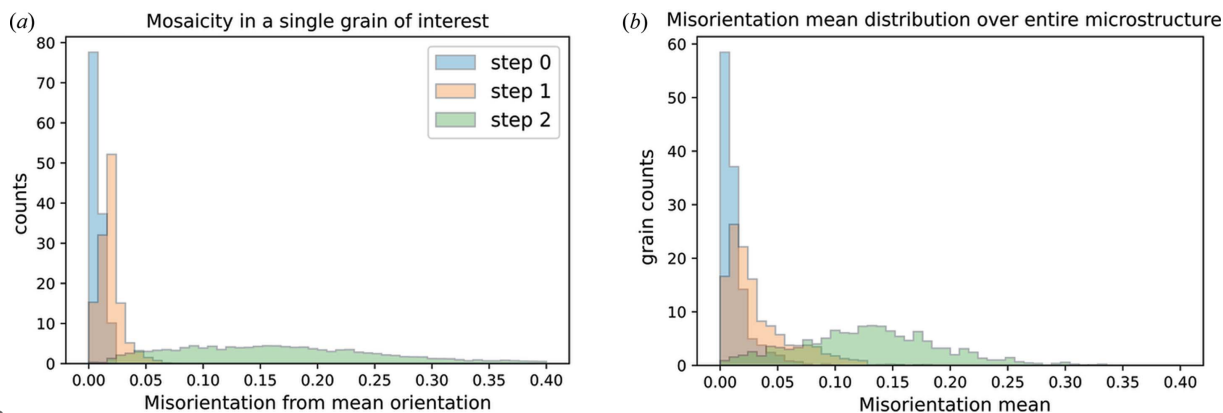 (a) Mosaicity in a single grain of interest
80
70
60
50
40
30
20
10
0
counts
step 0
step 1
step 2
0.00 0.05 0.10 0.15 0.20 0.25 0.30 0.35 0.40
Misorientation from mean orientation
(b) Misorientation mean distribution over entire microstructure
60
50
40
30
20
10
0
grain counts
0.00 0.05 0.10 0.15 0.20 0.25 0.30 0.35 0.40
Misorientation mean